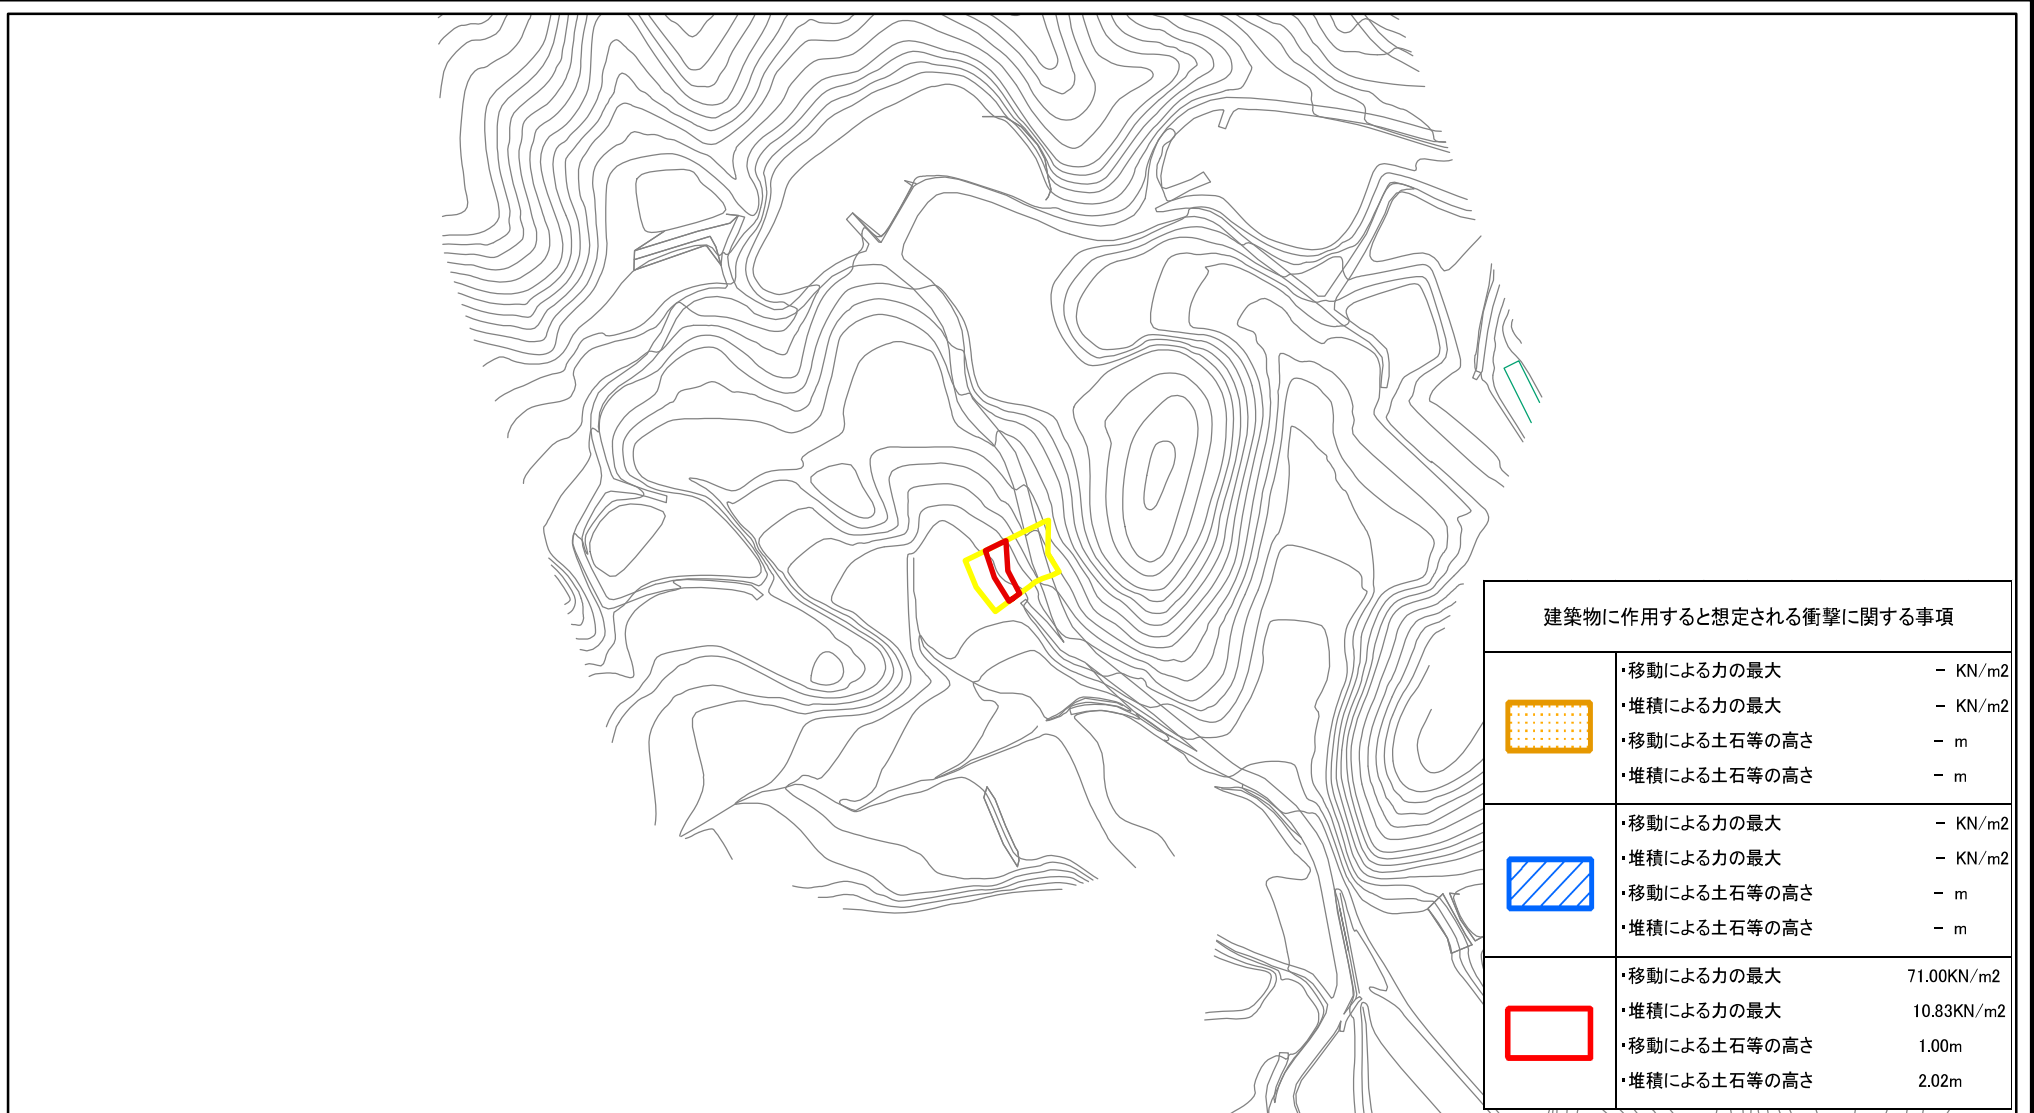 建築物に作用すると想定される衝撃に関する事項
・移動による力の最大 － KN/m2
・堆積による力の最大 － KN/m2
・移動による土石等の高さ － m
・堆積による土石等の高さ － m
・移動による力の最大 － KN/m2
・堆積による力の最大 － KN/m2
・移動による土石等の高さ － m
・堆積による土石等の高さ － m
・移動による力の最大 71.00KN/m2
・堆積による力の最大 10.83KN/m2
・移動による土石等の高さ 1.00m
・堆積による土石等の高さ 2.02m